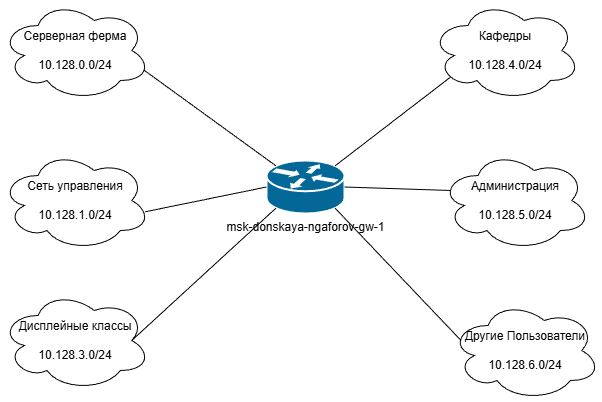 Серверная ферма
10.128.0.0/24
Кафедры
10.128.4.0/24
Сеть управления
10.128.1.0/24
Администрация
10.128.5.0/24
msk-donskaya-ngaforov-gw-1
Дисплейные классы
10.128.3.0/24
Другие Пользователи
10.128.6.0/24